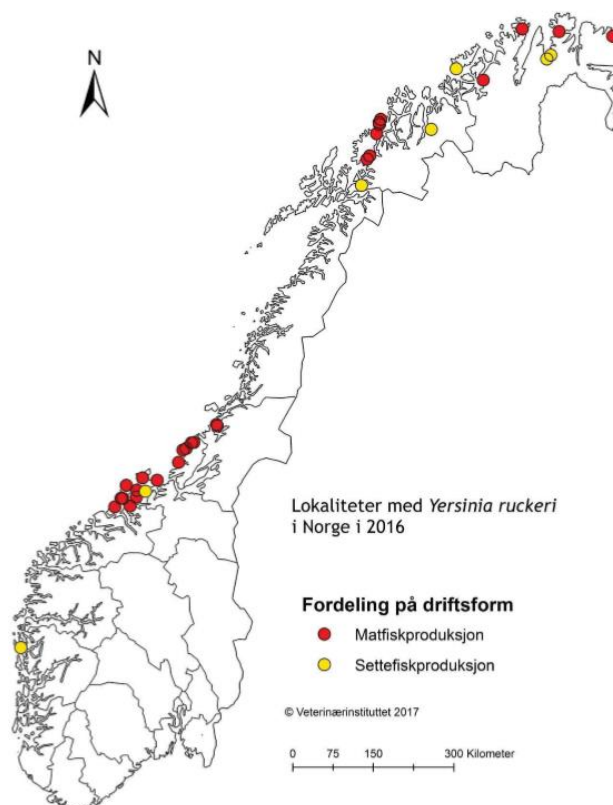 N
Lokaliteter med Yersinia ruckeri
i Norge i 2016
Fordeling på driftsform
Matfiskproduksjon
Settefiskproduksjon
© Veterinærinstituttet 2017
0 75 150 300 Kilometer